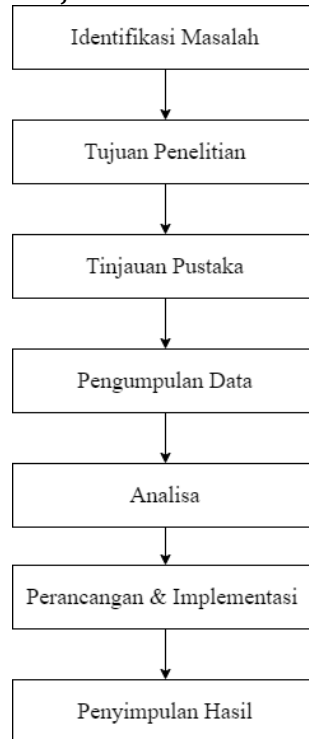 Identifikasi Masalah
Tujuan Penelitian
Tinjauan Pustaka
Pengumpulan Data
Analisa
Perancangan & Implementasi
Penyimpulan Hasil